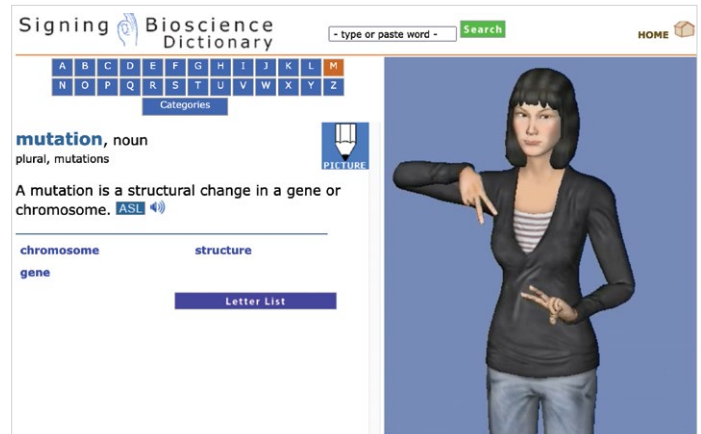 Signing Bioscience
Dictionary
- type or paste word -
Search
HOME
A B C D E F G H I J K L M
N O P Q R S T U V W X Y Z
Categories
mutation, noun
plural, mutations
PICTURE
A mutation is a structural change in a gene or
chromosome. ASL
chromosome structure
gene
Letter List